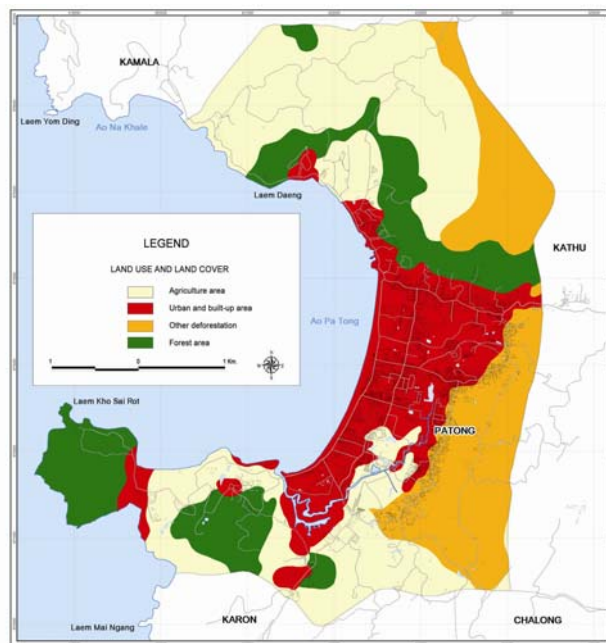 KAMALA
Laem Yom Ding
Ao Na Khale
Laem Daeng
KATHU
LEGEND
LAND USE AND LAND COVER
Agriculture area
Urban and built-up area
Other deforestation
Forest area
1 0 1 Km.
Ao Pa Tong
Laem Kho Sai Rot
PATONG
Laem Mai Ngang
KARON
CHALONG